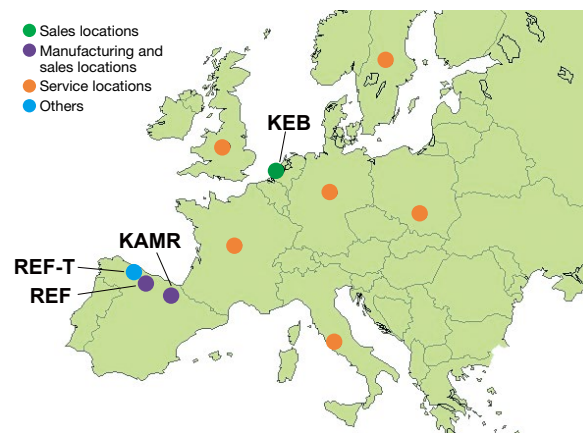 Sales locations
Manufacturing and
sales locations
Service locations
Others
KEB
KAMR
REF-T
REF